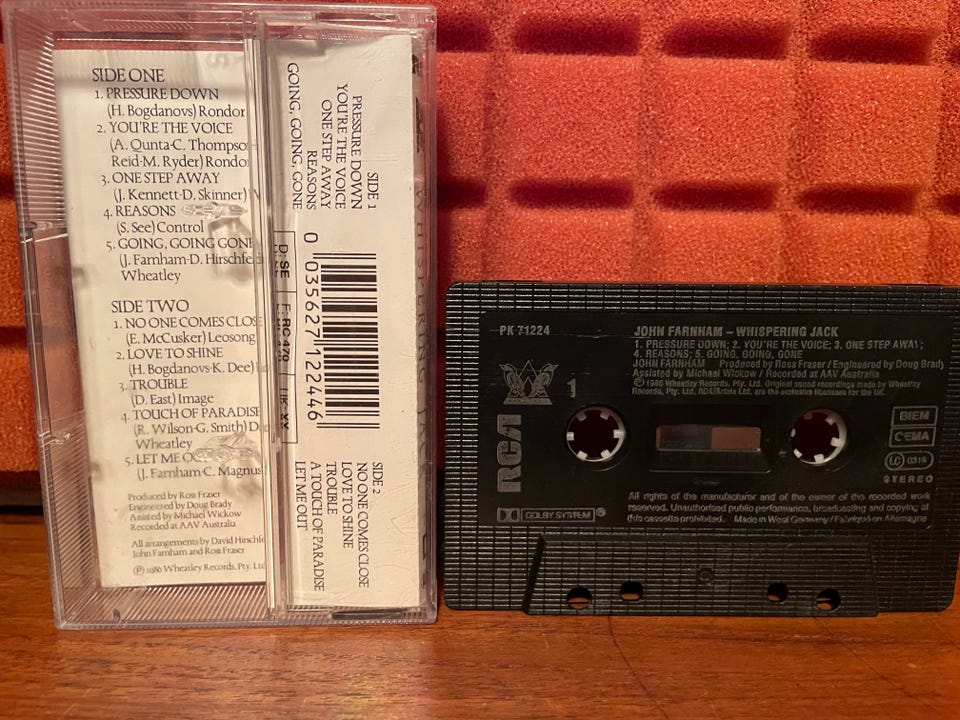 SIDE ONE
1. PRESSURE DOWN
(H. Bogdanovs) Rondor
2. YOU'RE THE VOICE
(A. Qunta-C. Thompson
Reid-M. Ryder) Rondo
3. ONE STEP AWAY
(J. Kennett-D. Skinner)
4. REASONS
(S. See) Control
5. GOING, GOING GONE
(J. Farnham-D. Hirschfe
Wheatley
SIDE TWO
1. NO ONE COMES CLOSE
(E. McCusker) Leosong
2. LOVE TO SHINE
(H. Bogdanovs-K. Dee)
3. TROUBLE
(D. East) Image
4. TOUCH OF PARADISE
(R. Wilson-G. Smith) D
Wheatley
5. LET ME O
(J. Farnham-C. Magnus
Produced by Ross Fraser
Engineered by Doug Brady
Assisted by Michael Wickow
Recorded at AAV Australia
All arrangements by David Hirschfe
John Farnham and Ross Fraser
℗ 1986 Wheatley Records, Pty. Ltd
SIDE 1
PRESSURE DOWN
YOU'RE THE VOICE
ONE STEP AWAY
REASONS
GOING, GOING, GONE
0 035627 122446
D: SE
F: RC 470
UK: XX
SIDE 2
NO ONE COMES CLOSE
LOVE TO SHINE
TROUBLE
A TOUCH OF PARADISE
LET ME OUT
WHISPERING JACK
PK 71224
JOHN FARNHAM – WHISPERING JACK
1. PRESSURE DOWN; 2. YOU'RE THE VOICE; 3. ONE STEP AWAY;
4. REASONS; 5. GOING, GOING, GONE
JOHN FARNHAM Produced by Ross Fraser / Engineered by Doug Brady
Assisted by Michael Wickow / Recorded at AAV Australia
℗ 1986 Wheatley Records, Pty. Ltd. Original sound recordings made by Wheatley
Records, Pty. Ltd. RCA/Ariola Ltd. are the exclusive licensees for the UK.
1
RCA
BIEM
GEMA
LC 0316
STEREO
DOLBY SYSTEM ®
All rights of the manufacturer and of the owner of the recorded work
reserved. Unauthorised public performance, broadcasting and copying of
this cassette prohibited. Made in West Germany / Fabriqué en Allemagne